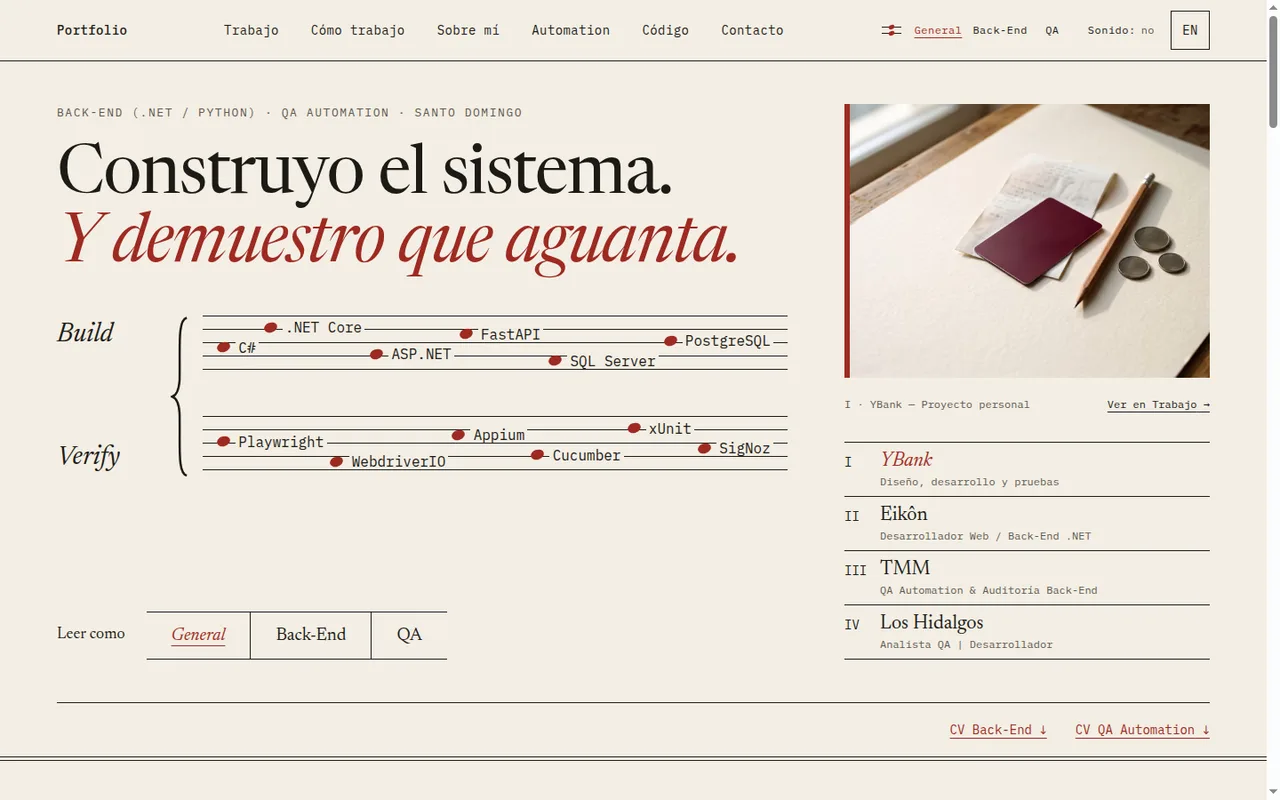 Portfolio
Trabajo Cómo trabajo Sobre mí Automation Código Contacto
General Back-End QA Sonido: no EN
BACK-END (.NET / PYTHON) · QA AUTOMATION · SANTO DOMINGO
Construyo el sistema.
Y demuestro que aguanta.
Build
.NET Core
FastAPI
PostgreSQL
C#
ASP.NET
SQL Server
Verify
xUnit
Appium
Playwright
SigNoz
Cucumber
WebdriverIO
Leer como General Back-End QA
I · YBank — Proyecto personal Ver en Trabajo →
I YBank
Diseño, desarrollo y pruebas
II Eikôn
Desarrollador Web / Back-End .NET
III TMM
QA Automation & Auditoría Back-End
IV Los Hidalgos
Analista QA | Desarrollador
CV Back-End ↓ CV QA Automation ↓